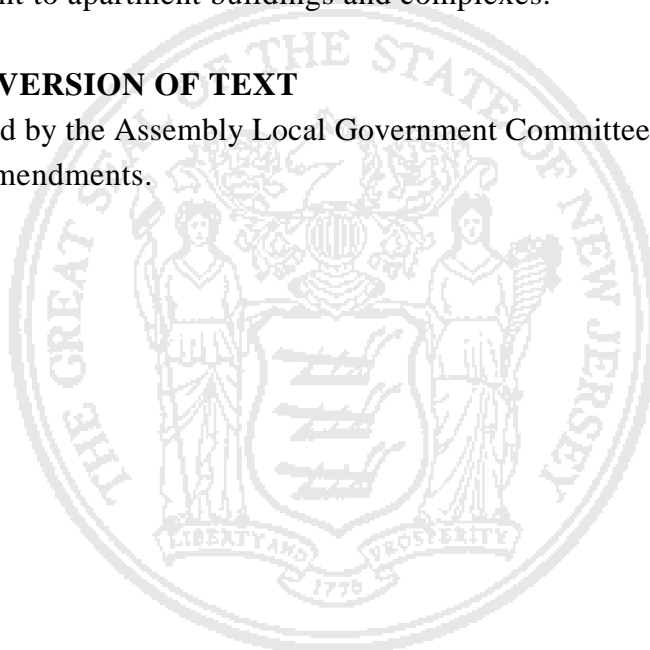 nt to apartment buildings and complexes.
VERSION OF TEXT
d by the Assembly Local Government Committee
mendments.
THE GREAT SEAL OF THE STATE OF NEW JERSEY
LIBERTY AND PROSPERITY
1776